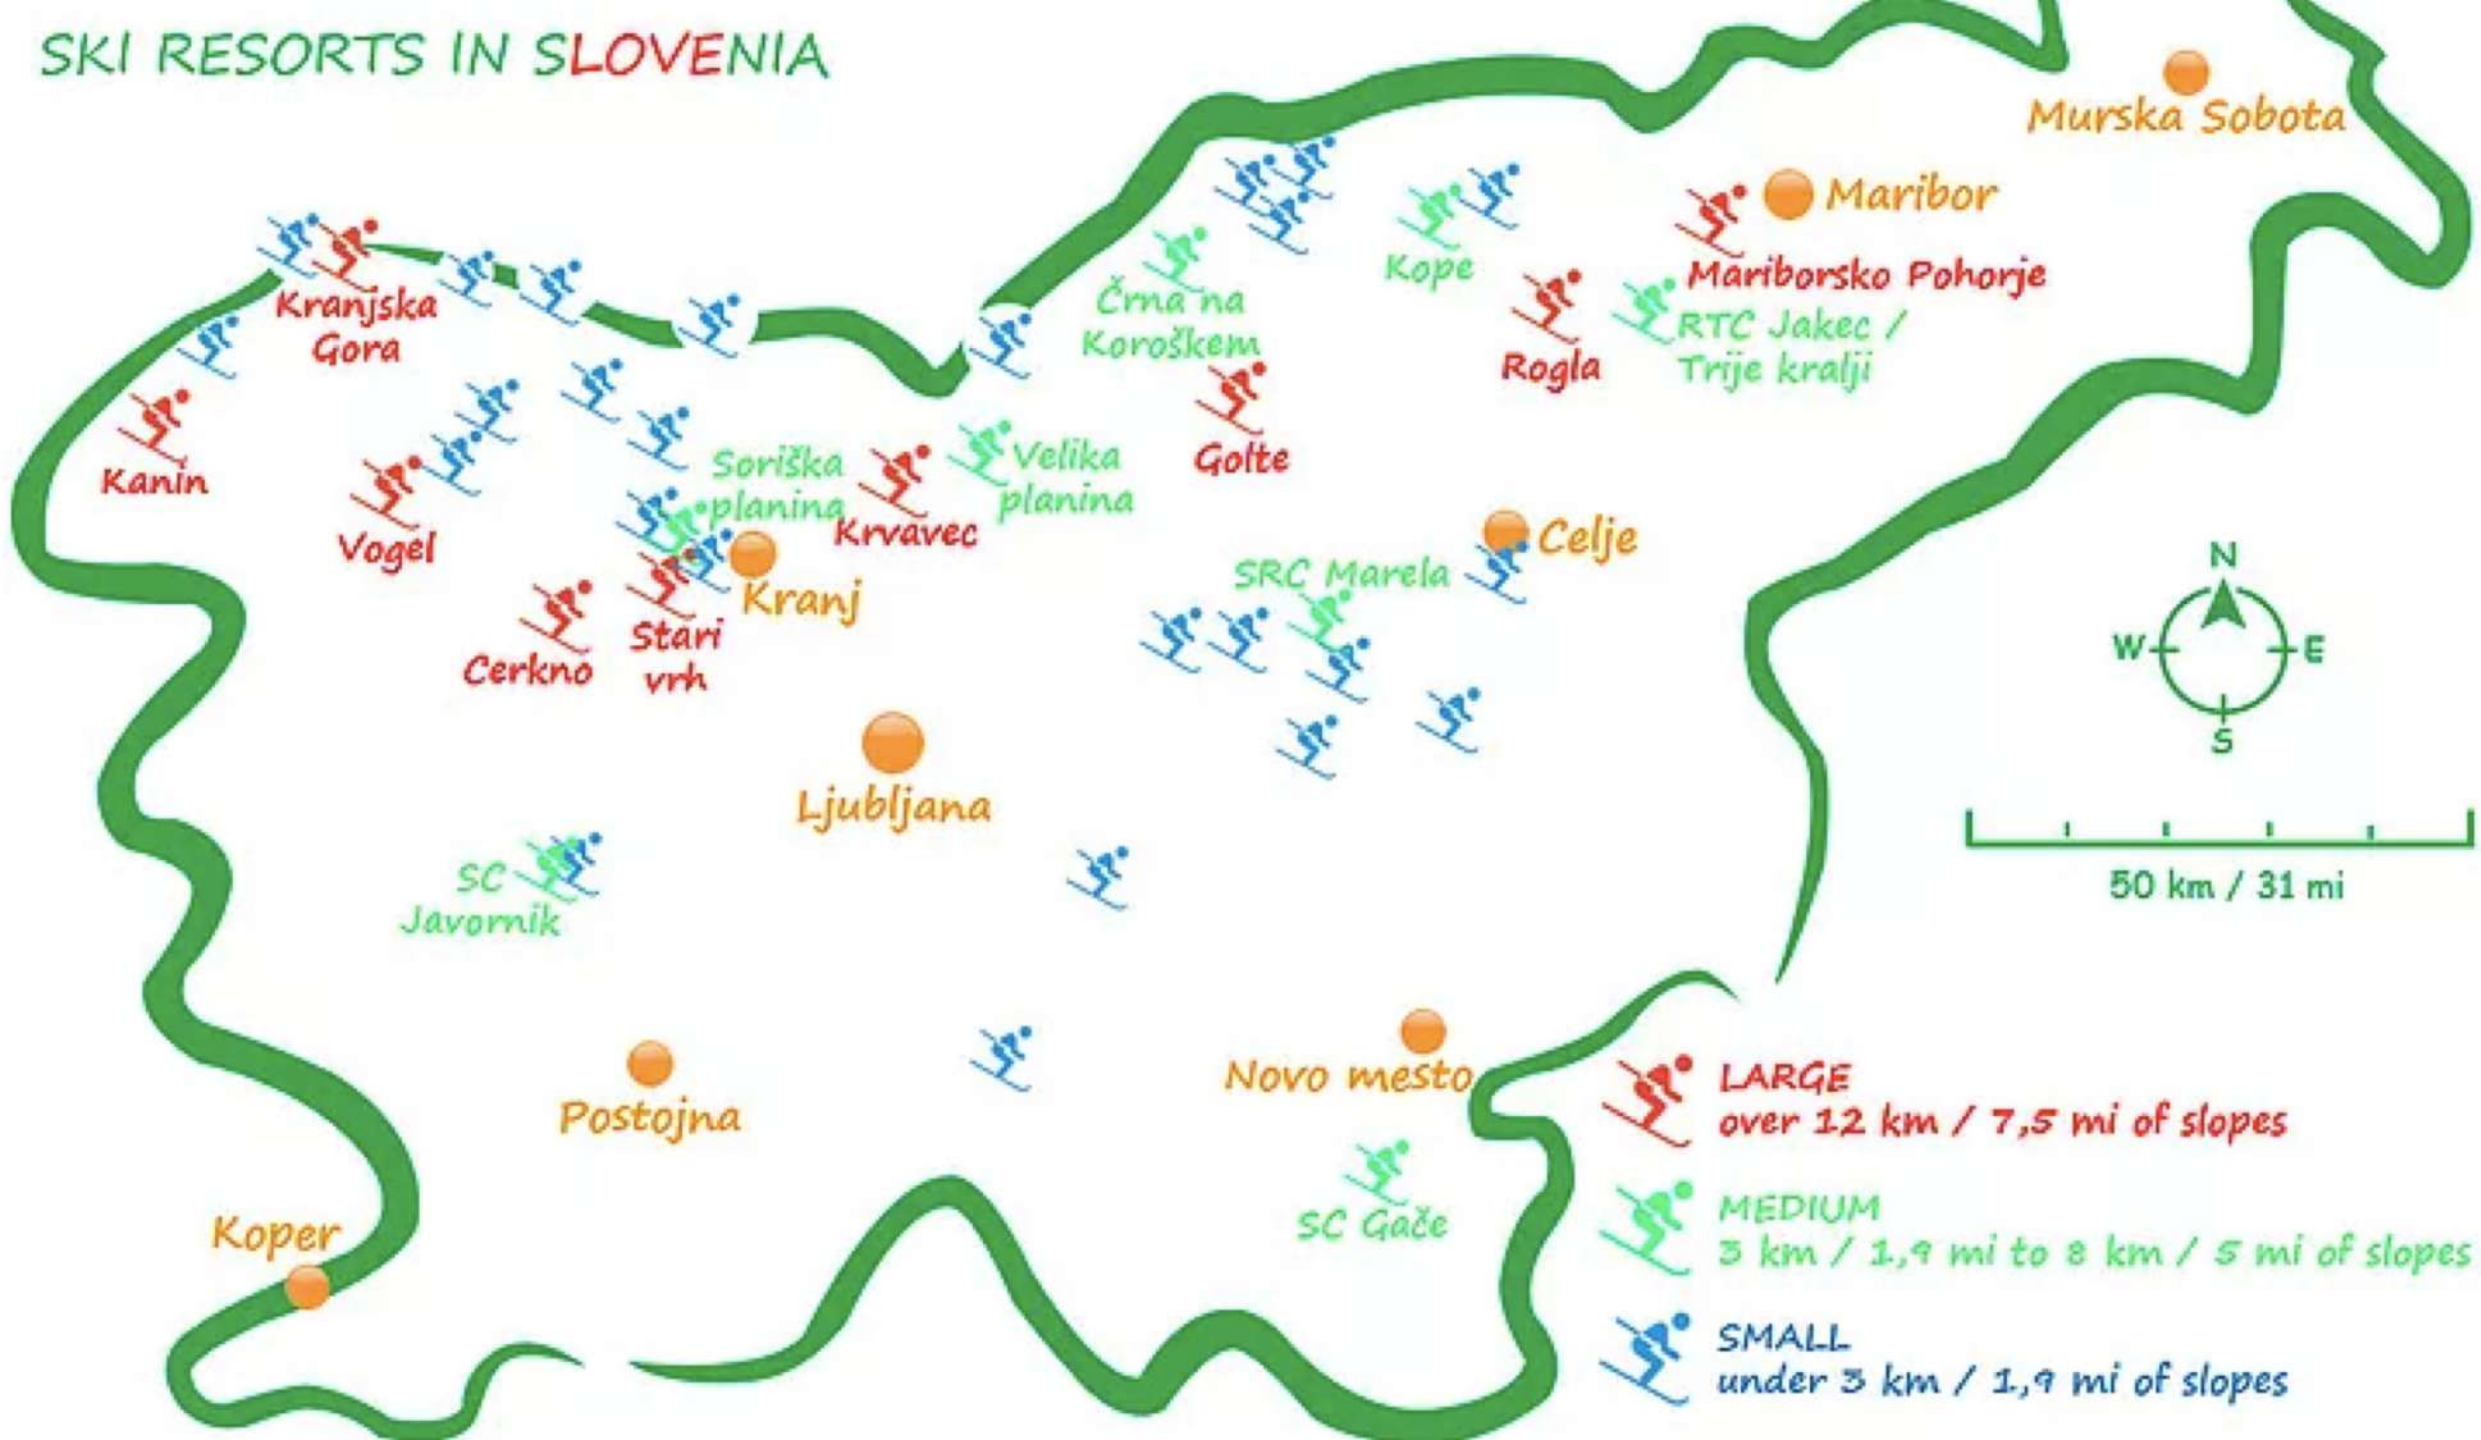 SKI RESORTS IN SLOVENIA
Murska Sobota
Maribor
Mariborsko Pohorje
Kope
Črna na
Koroškem
RTC Jakec /
Trije kralji
Rogla
Kranjska
Gora
Kanin
Vogel
Soriška
planina
Krvavec
Velika
planina
Golte
Celje
SRC Marela
Kranj
Stari
vrh
Cerkno
Ljubljana
SC
Javornik
Postojna
Novo mesto
SC Gače
Koper
N
W
E
S
50 km / 31 mi
LARGE
over 12 km / 7,5 mi of slopes
MEDIUM
3 km / 1,9 mi to 8 km / 5 mi of slopes
SMALL
under 3 km / 1,9 mi of slopes